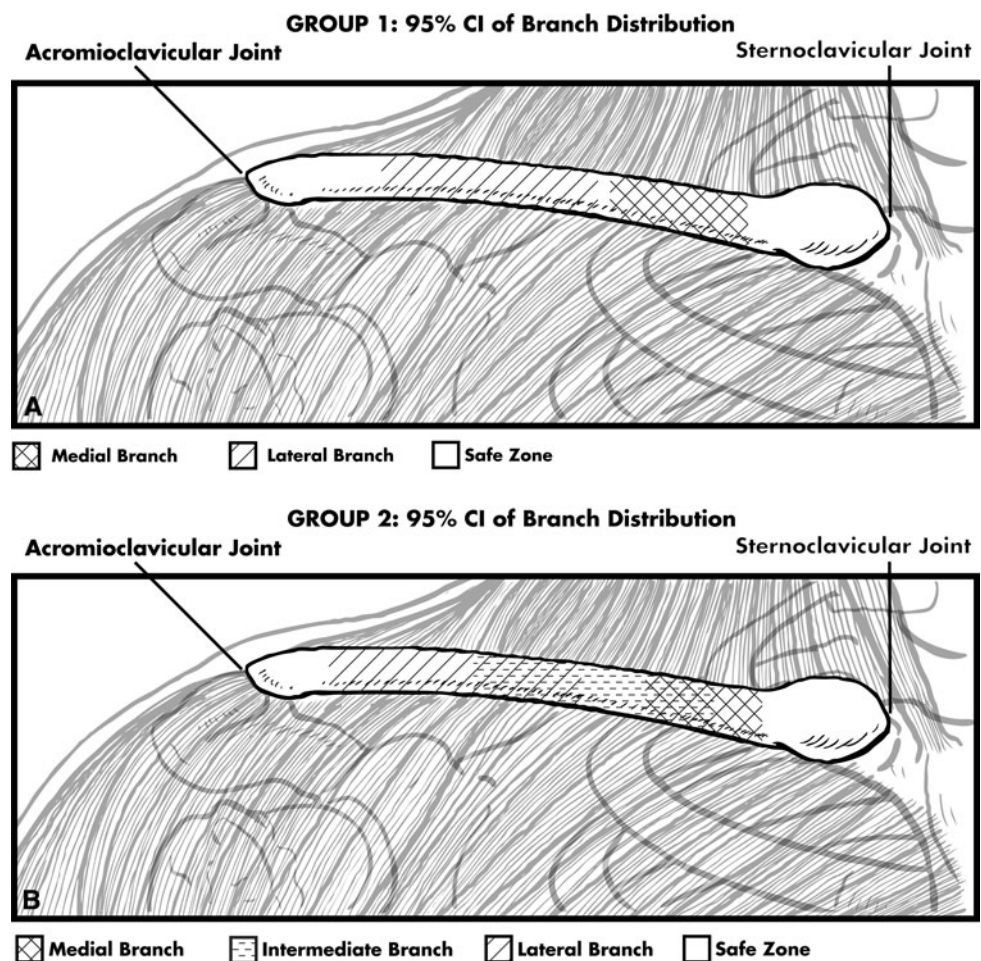 GROUP 1: 95% CI of Branch Distribution
Acromioclavicular Joint Sternoclavicular Joint
A
Medial Branch Lateral Branch Safe Zone
GROUP 2: 95% CI of Branch Distribution
Acromioclavicular Joint Sternoclavicular Joint
B
Medial Branch Intermediate Branch Lateral Branch Safe Zone